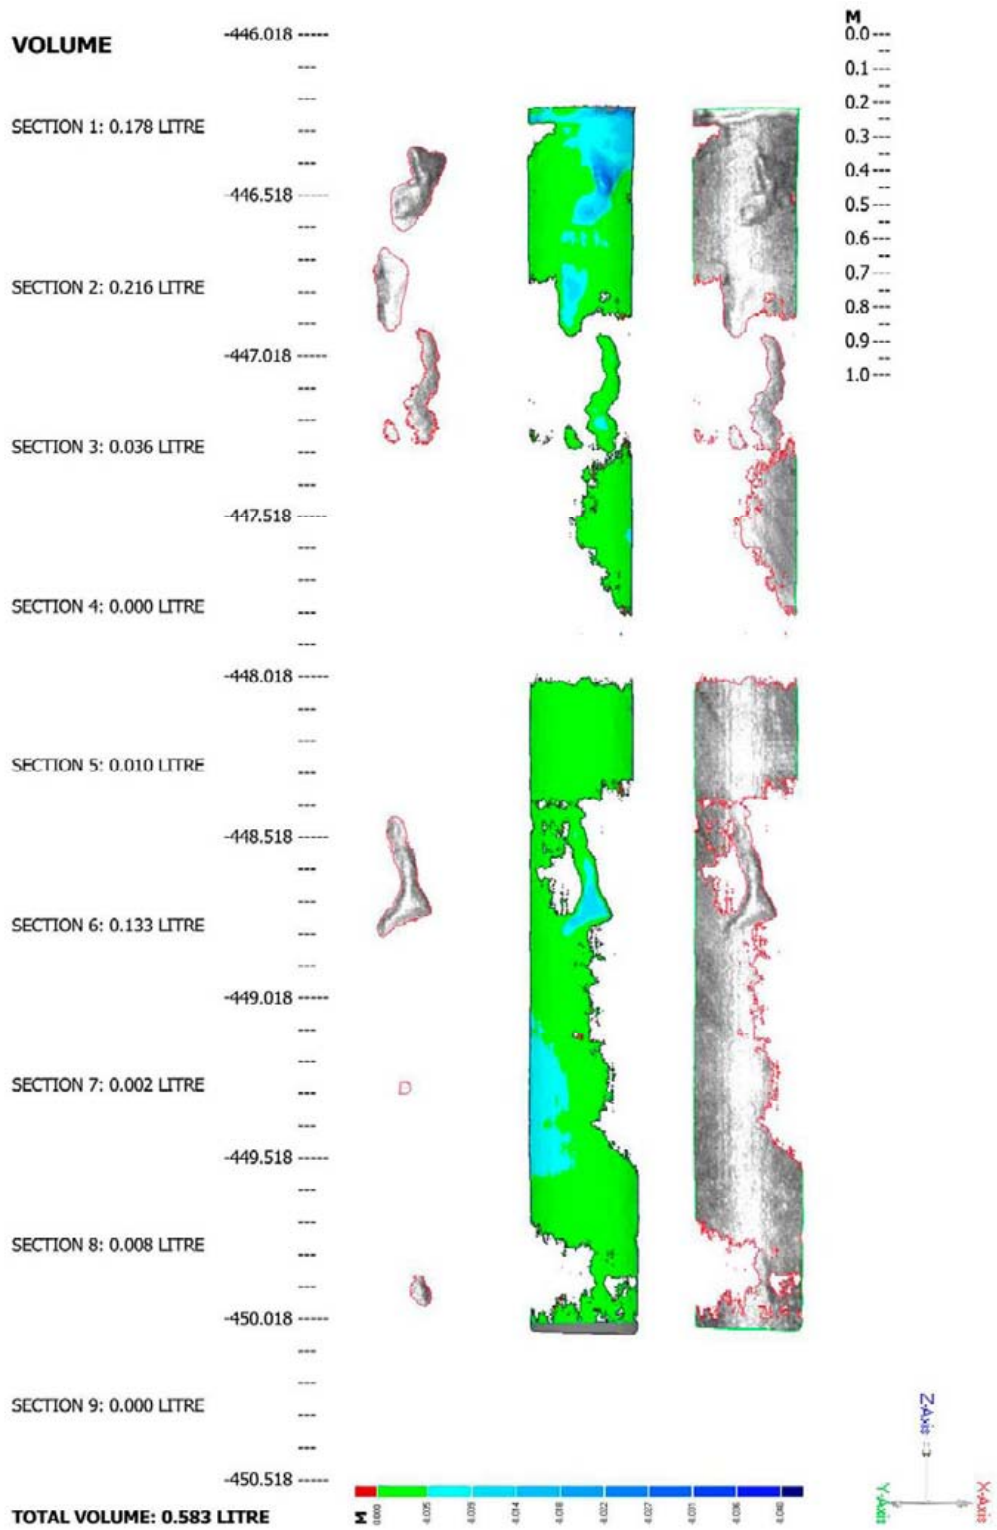 VOLUME
-446.018
M
0.0
0.1
0.2
SECTION 1: 0.178 LITRE
0.3
0.4
-446.518
0.5
0.6
0.7
SECTION 2: 0.216 LITRE
0.8
0.9
-447.018
1.0
SECTION 3: 0.036 LITRE
-447.518
SECTION 4: 0.000 LITRE
-448.018
SECTION 5: 0.010 LITRE
-448.518
SECTION 6: 0.133 LITRE
-449.018
SECTION 7: 0.002 LITRE
-449.518
SECTION 8: 0.008 LITRE
-450.018
SECTION 9: 0.000 LITRE
Z-Axis
-450.518
Y-Axis
X-Axis
TOTAL VOLUME: 0.583 LITRE
M
0.000